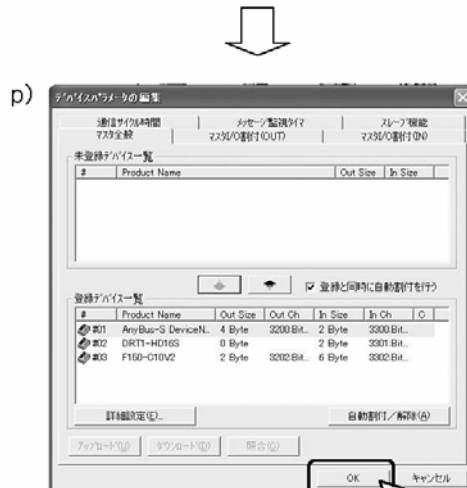 p)
デバイスパラメータの編集
通信サイクル時間 メッセージ監視タイマ スレーブ機能
マスタ全般 マスタI/O割付(OUT) マスタI/O割付(IN)
未登録デバイス一覧
# Product Name Out Size In Size
登録と同時に自動割付を行う
登録デバイス一覧
# Product Name Out Size Out Ch In Size In Ch C
#01 AnyBus-S DeviceN... 4 Byte 3200:Bit... 2 Byte 3300:Bit...
#02 DRT1-HD16S 0 Byte 2 Byte 3301:Bit...
#03 F150-C10V2 2 Byte 3202:Bit... 6 Byte 3302:Bit...
詳細設定(E)... 自動割付/解除(A)
アップロード(U) ダウンロード(D) 照合(C)
OK キャンセル